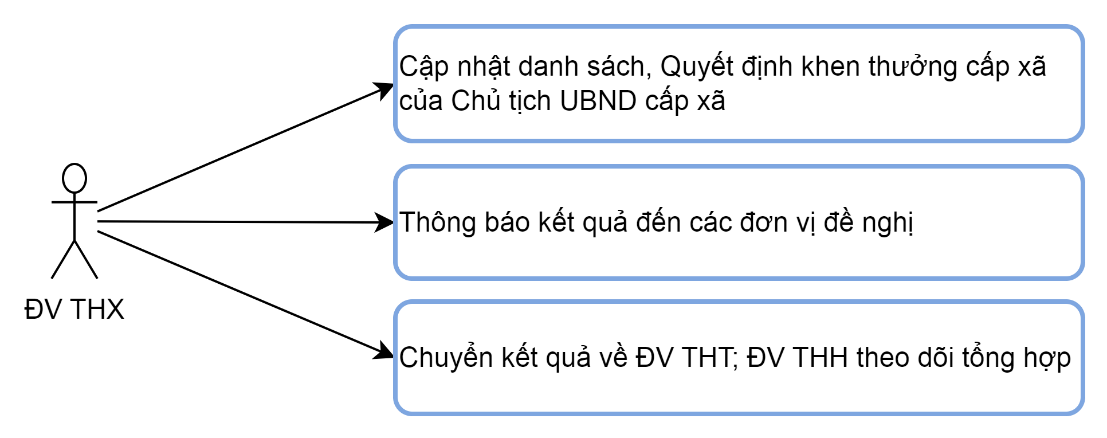 Cập nhật danh sách, Quyết định khen thưởng cấp xã
của Chủ tịch UBND cấp xã
Thông báo kết quả đến các đơn vị đề nghị
ĐV THX
Chuyển kết quả về ĐV THT; ĐV THH theo dõi tổng hợp